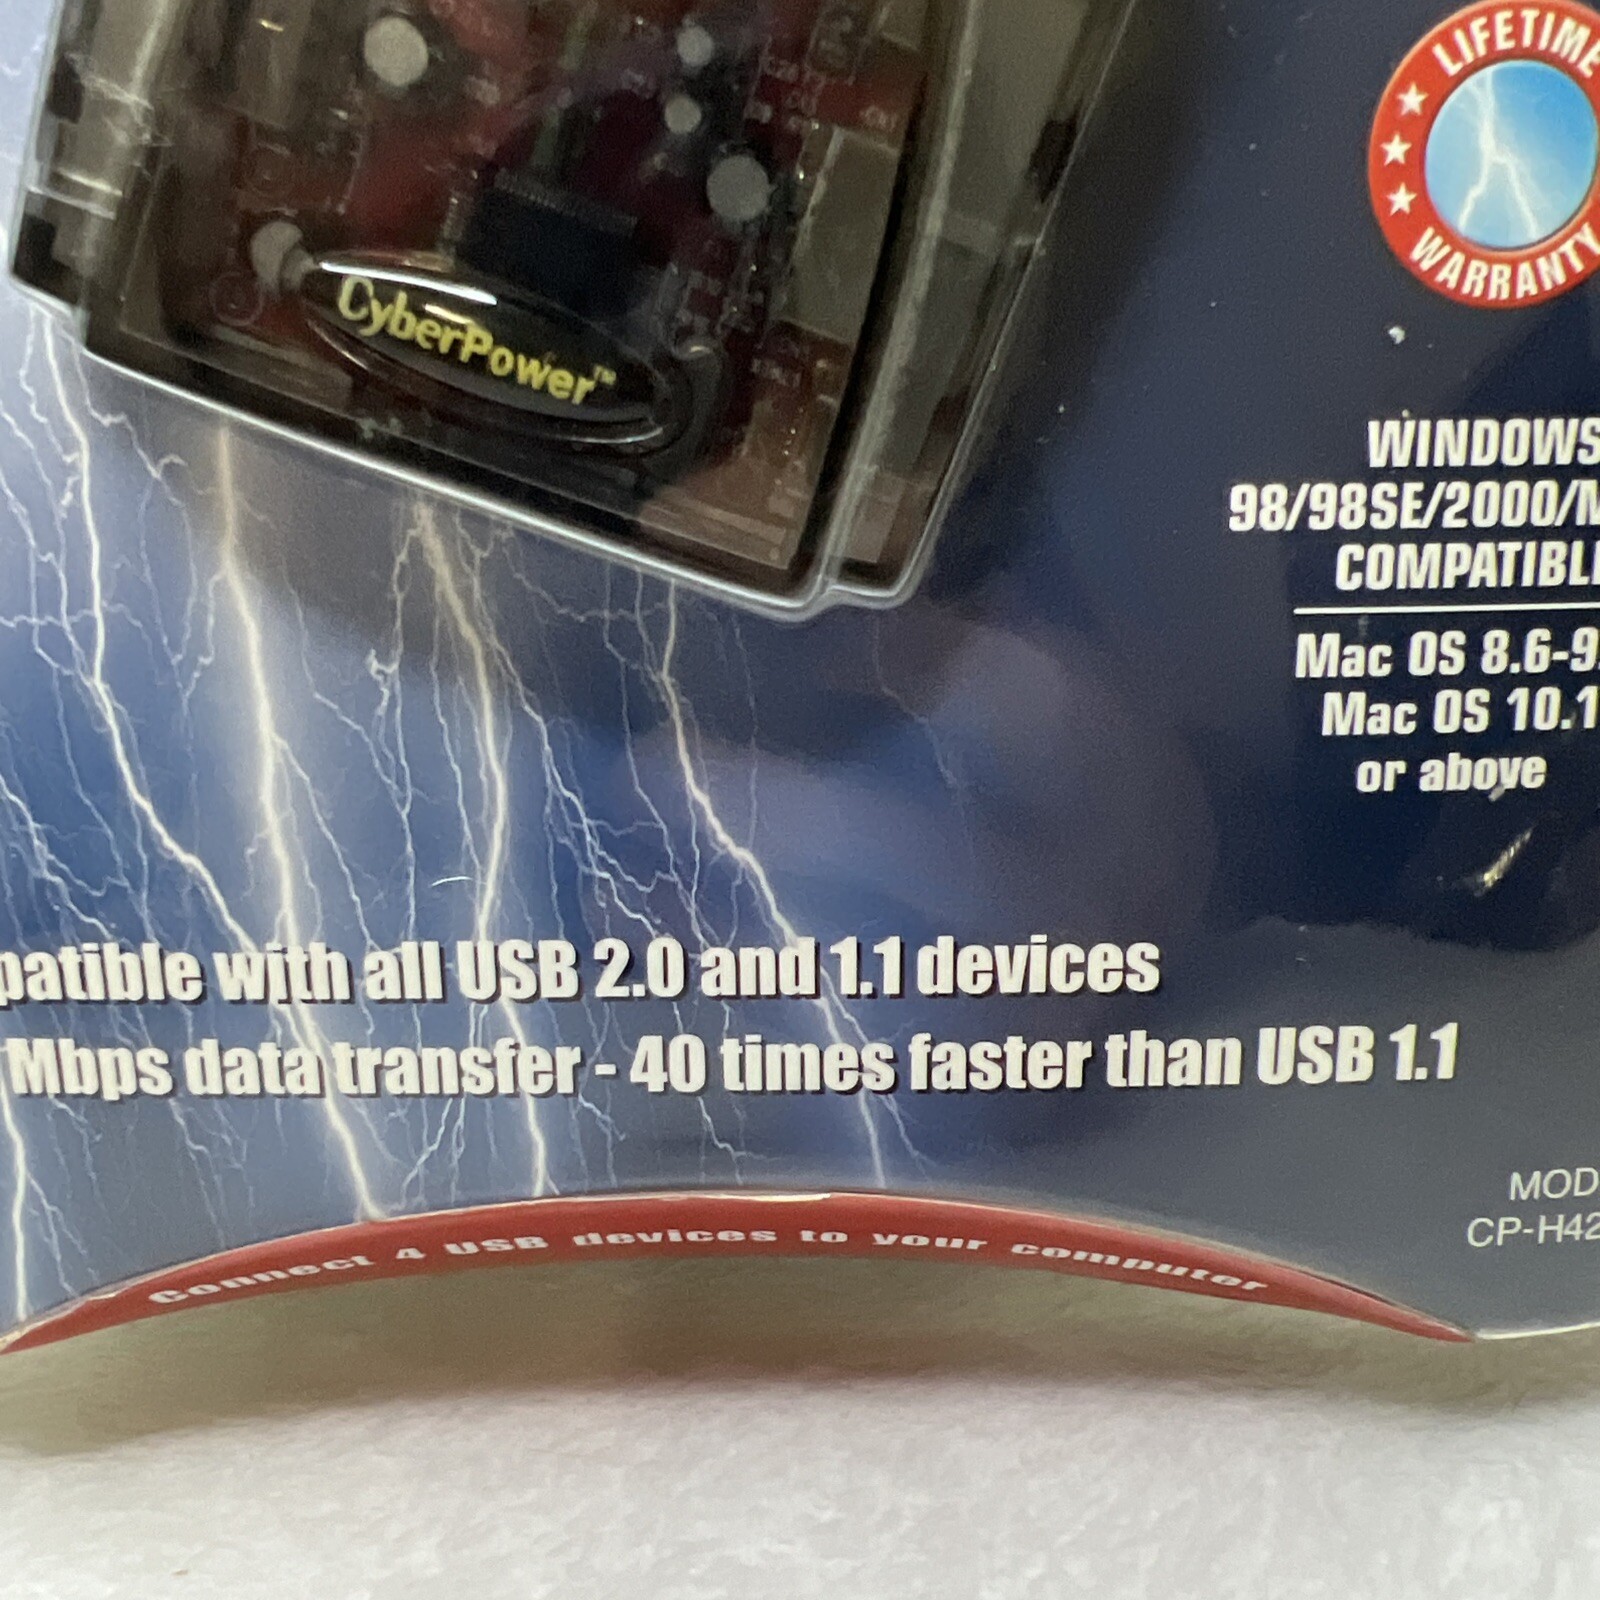 LIFETIME
WARRANTY
CyberPower™
WINDOWS
98/98SE/2000/M
COMPATIBL
Mac OS 8.6-9.
Mac OS 10.1
or above
patible with all USB 2.0 and 1.1 devices
Mbps data transfer - 40 times faster than USB 1.1
MOD
CP-H42
Connect 4 USB devices to your computer